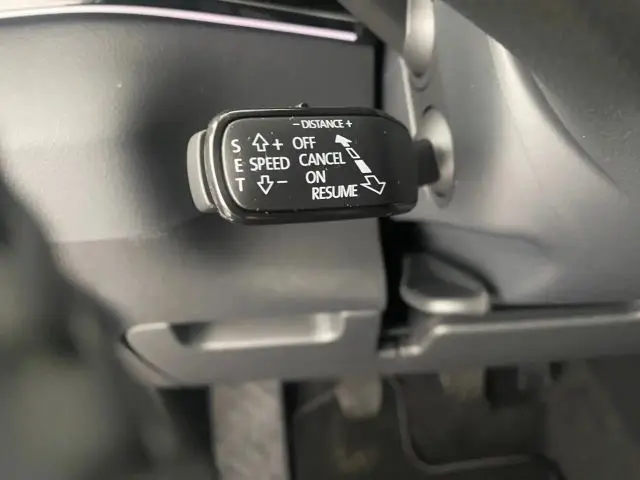 - DISTANCE +
S + OFF
E SPEED CANCEL
T - ON
RESUME